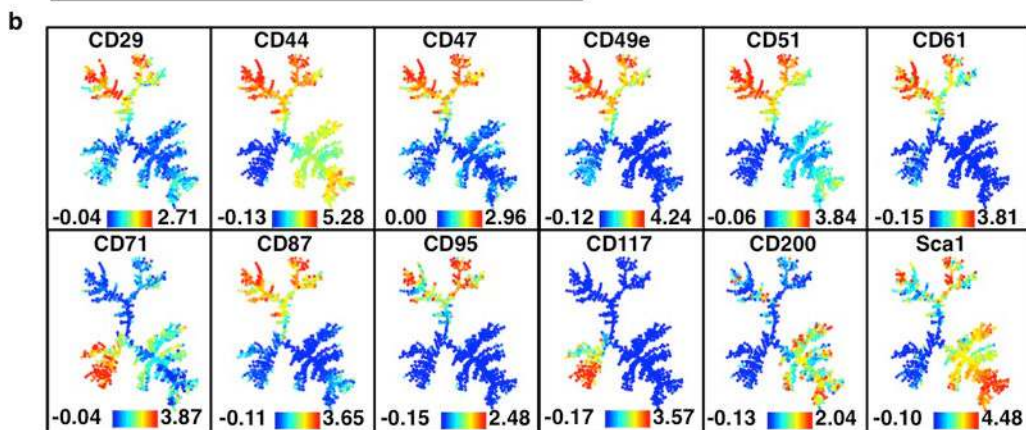 b
CD29 CD44 CD47 CD49e CD51 CD61
-0.04 2.71 -0.13 5.28 0.00 2.96 -0.12 4.24 -0.06 3.84 -0.15 3.81
CD71 CD87 CD95 CD117 CD200 Sca1
-0.04 3.87 -0.11 3.65 -0.15 2.48 -0.17 3.57 -0.13 2.04 -0.10 4.48